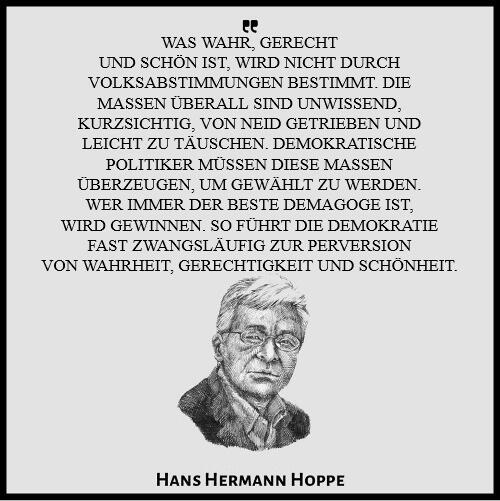 ❞
WAS WAHR, GERECHT
UND SCHÖN IST, WIRD NICHT DURCH
VOLKSABSTIMMUNGEN BESTIMMT. DIE
MASSEN ÜBERALL SIND UNWISSEND,
KURZSICHTIG, VON NEID GETRIEBEN UND
LEICHT ZU TÄUSCHEN. DEMOKRATISCHE
POLITIKER MÜSSEN DIESE MASSEN
ÜBERZEUGEN, UM GEWÄHLT ZU WERDEN.
WER IMMER DER BESTE DEMAGOGE IST,
WIRD GEWINNEN. SO FÜHRT DIE DEMOKRATIE
FAST ZWANGSLÄUFIG ZUR PERVERSION
VON WAHRHEIT, GERECHTIGKEIT UND SCHÖNHEIT.
HANS HERMANN HOPPE